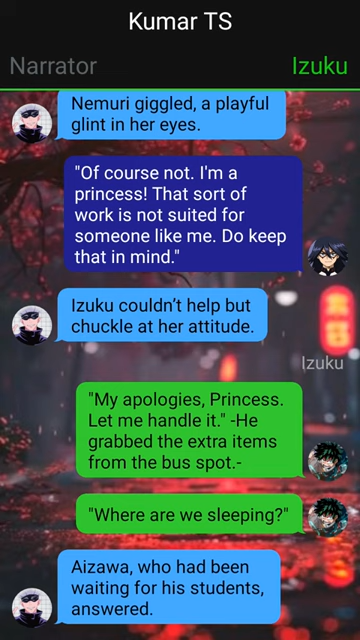 Kumar TS
Narrator
Izuku
Nemuri giggled, a playful
glint in her eyes.
"Of course not. I'm a
princess! That sort of
work is not suited for
someone like me. Do keep
that in mind."
Izuku couldn't help but
chuckle at her attitude.
Izuku
"My apologies, Princess.
Let me handle it." -He
grabbed the extra items
from the bus spot.-
"Where are we sleeping?"
Aizawa, who had been
waiting for his students,
answered.